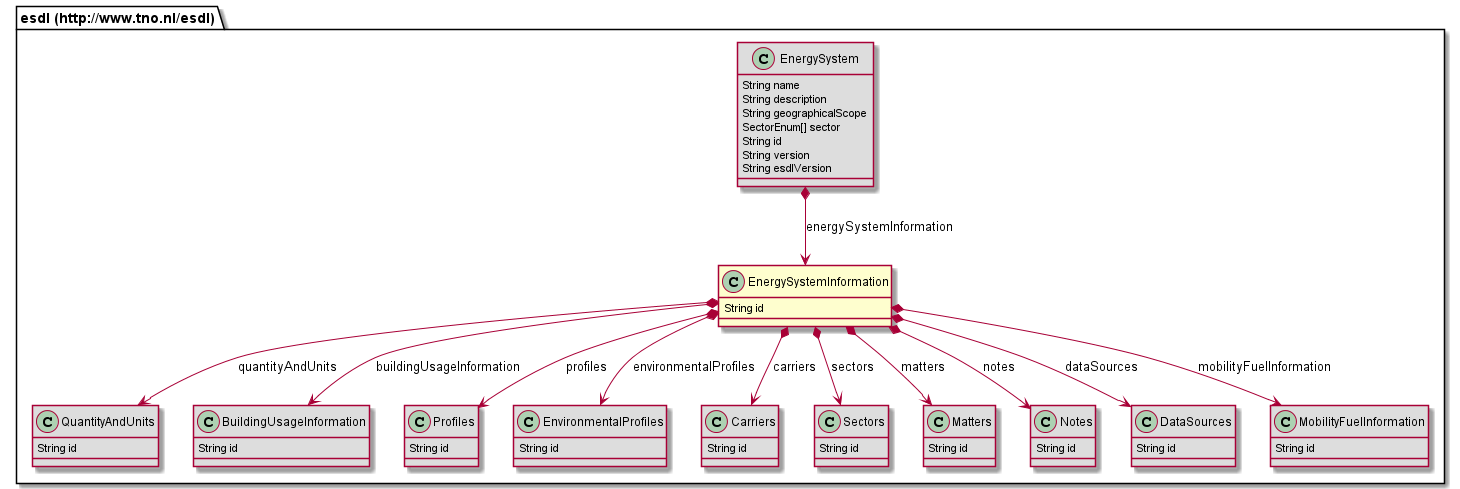 esdl (http://www.tno.nl/esdl)
C EnergySystem
String name
String description
String geographicalScope
SectorEnum[] sector
String id
String version
String esdlVersion
energySystemInformation
C EnergySystemInformation
String id
quantityAndUnits
buildingUsageInformation
profiles
environmentalProfiles
carriers
sectors
matters
notes
dataSources
mobilityFuelInformation
C QuantityAndUnits
String id
C BuildingUsageInformation
String id
C Profiles
String id
C EnvironmentalProfiles
String id
C Carriers
String id
C Sectors
String id
C Matters
String id
C Notes
String id
C DataSources
String id
C MobilityFuelInformation
String id